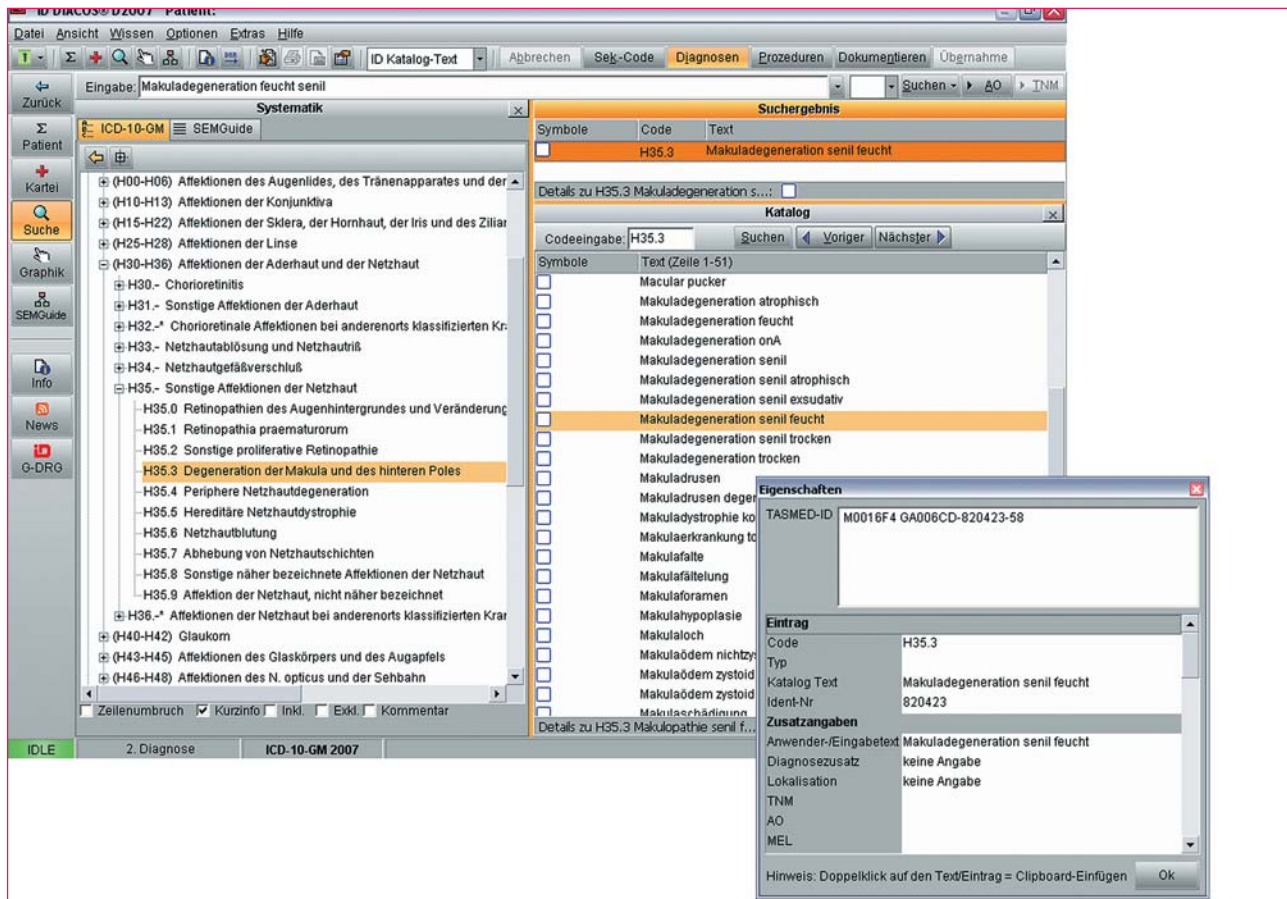 ID DIACOS® D2007 Patient:
Datei Ansicht Wissen Optionen Extras Hilfe
ID Katalog-Text Abbrechen Sek-Code Diagnosen Prozeduren Dokumentieren Übernahme
Zurück
Eingabe: Makuladegeneration feucht senil Suchen AO TNM
Σ
Patient
Kartei
Suche
Graphik
SEMGuide
Info
News
G-DRG
Systematik
ICD-10-GM SEMGuide
(H00-H06) Affektionen des Augenlides, des Tränenapparates und der
(H10-H13) Affektionen der Konjunktiva
(H15-H22) Affektionen der Sklera, der Hornhaut, der Iris und des Ziliar
(H25-H28) Affektionen der Linse
(H30-H36) Affektionen der Aderhaut und der Netzhaut
H30.- Chorioretinitis
H31.- Sonstige Affektionen der Aderhaut
H32.-* Chorioretinale Affektionen bei anderenorts klassifizierten Kr
H33.- Netzhautablösung und Netzhautriß
H34.- Netzhautgefäßverschluß
H35.- Sonstige Affektionen der Netzhaut
H35.0 Retinopathien des Augenhintergrundes und Veränderung
H35.1 Retinopathia praematurorum
H35.2 Sonstige proliferative Retinopathie
H35.3 Degeneration der Makula und des hinteren Poles
H35.4 Periphere Netzhautdegeneration
H35.5 Hereditäre Netzhautdystrophie
H35.6 Netzhautblutung
H35.7 Abhebung von Netzhautschichten
H35.8 Sonstige näher bezeichnete Affektionen der Netzhaut
H35.9 Affektion der Netzhaut, nicht näher bezeichnet
H36.-* Affektionen der Netzhaut bei anderenorts klassifizierten Krar
(H40-H42) Glaukom
(H43-H45) Affektionen des Glaskörpers und des Augapfels
(H46-H48) Affektionen des N. opticus und der Sehbahn
Zeilenumbruch Kurzinfo Inkl. Exkl. Kommentar
Suchergebnis
Symbole Code Text
H35.3 Makuladegeneration senil feucht
Details zu H35.3 Makuladegeneration s...:
Katalog
Codeeingabe: H35.3 Suchen Voriger Nächster
Symbole Text (Zeile 1-51)
Macular pucker
Makuladegeneration atrophisch
Makuladegeneration feucht
Makuladegeneration onA
Makuladegeneration senil
Makuladegeneration senil atrophisch
Makuladegeneration senil exsudativ
Makuladegeneration senil feucht
Makuladegeneration senil trocken
Makuladegeneration trocken
Makuladrusen
Makuladrusen deger
Makuladystrophie ko
Makulaerkrankung to
Makulafalte
Makulafältelung
Makulaforamen
Makulahypoplasie
Makulaloch
Makulaödem nichtzys
Makulaödem zystoid
Makulaödem zystoid
Makulaschädigung
Details zu H35.3 Makulopathie senil f...
IDLE 2. Diagnose ICD-10-GM 2007
Eigenschaften
TASMED-ID M0016F4 GA006CD-820423-58
Eintrag
Code H35.3
Typ
Katalog Text Makuladegeneration senil feucht
Ident-Nr 820423
Zusatzangaben
Anwender-/Eingabetext Makuladegeneration senil feucht
Diagnosezusatz keine Angabe
Lokalisation keine Angabe
TNM
AO
MEL
Hinweis: Doppelklick auf den Text/Eintrag = Clipboard-Einfügen Ok